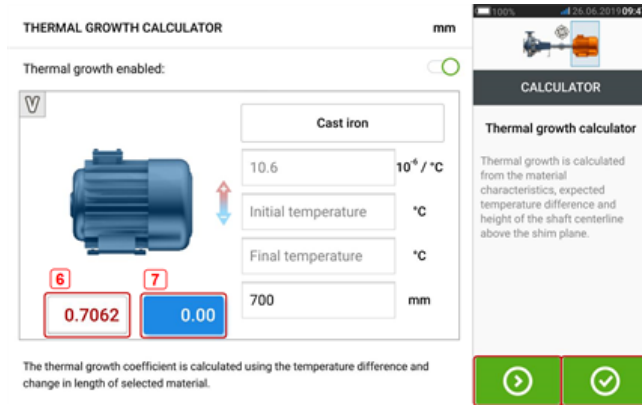 THERMAL GROWTH CALCULATOR mm
Thermal growth enabled:
V
Cast iron
10.6 10⁻⁶ / °C
Initial temperature °C
Final temperature °C
700 mm
6 7
0.7062 0.00
The thermal growth coefficient is calculated using the temperature difference and
change in length of selected material.
100% 26.06.2019 09:4
CALCULATOR
Thermal growth calculator
Thermal growth is calculated
from the material
characteristics, expected
temperature difference and
height of the shaft centerline
above the shim plane.